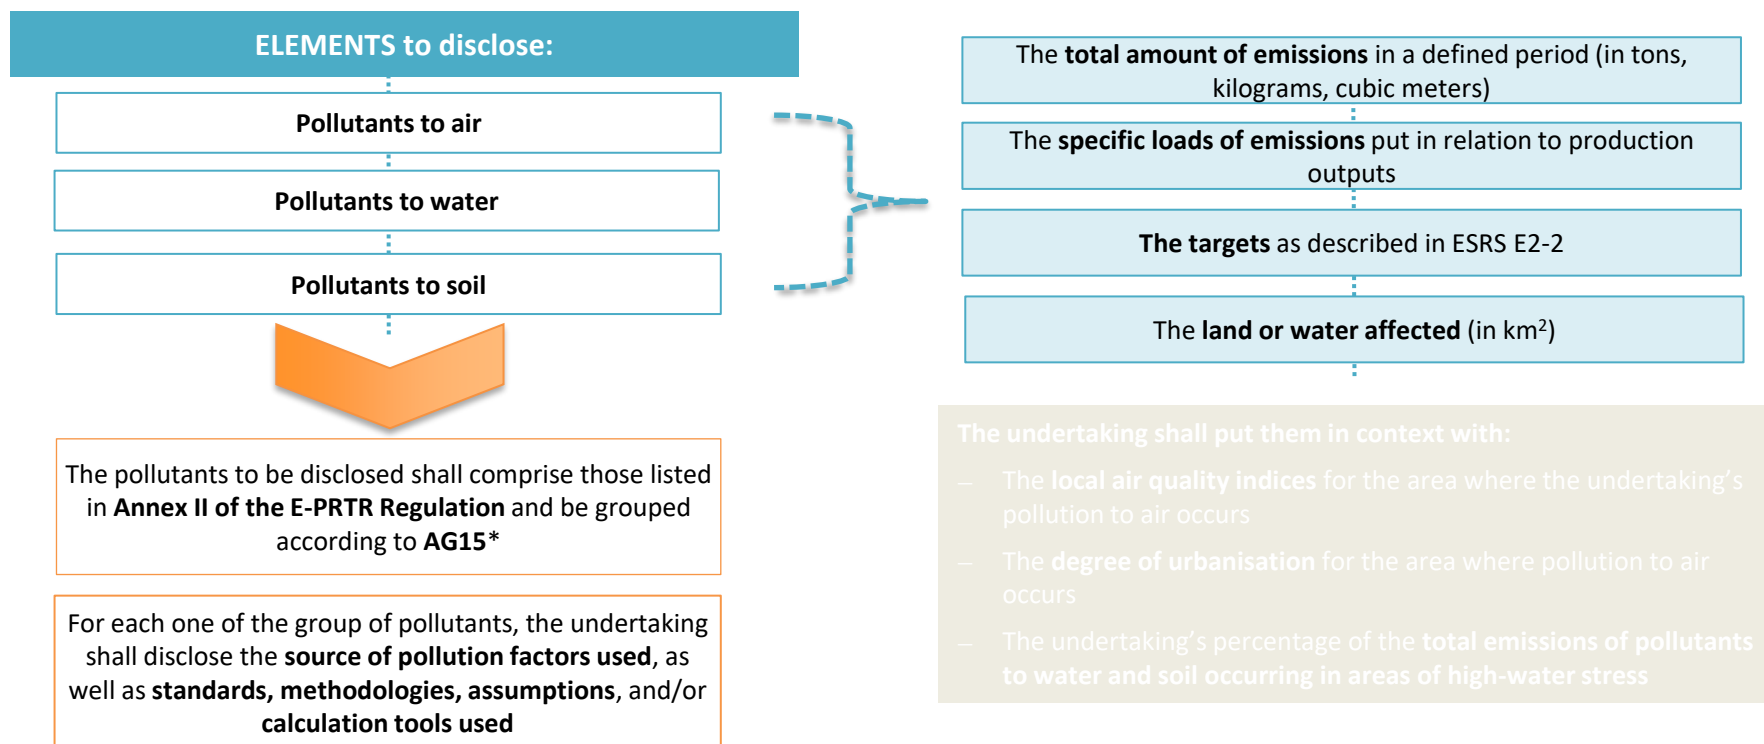 ELEMENTS to disclose:
Pollutants to air
Pollutants to water
Pollutants to soil
The pollutants to be disclosed shall comprise those listed
in Annex II of the E-PRTR Regulation and be grouped
according to AG15*
For each one of the group of pollutants, the undertaking
shall disclose the source of pollution factors used, as
well as standards, methodologies, assumptions, and/or
calculation tools used
The total amount of emissions in a defined period (in tons,
kilograms, cubic meters)
The specific loads of emissions put in relation to production
outputs
The targets as described in ESRS E2-2
The land or water affected (in km²)
The undertaking shall put them in context with:
— The local air quality indices for the area where the undertaking’s
pollution to air occurs
— The degree of urbanisation for the area where pollution to air
occurs
— The undertaking’s percentage of the total emissions of pollutants
to water and soil occurring in areas of high-water stress